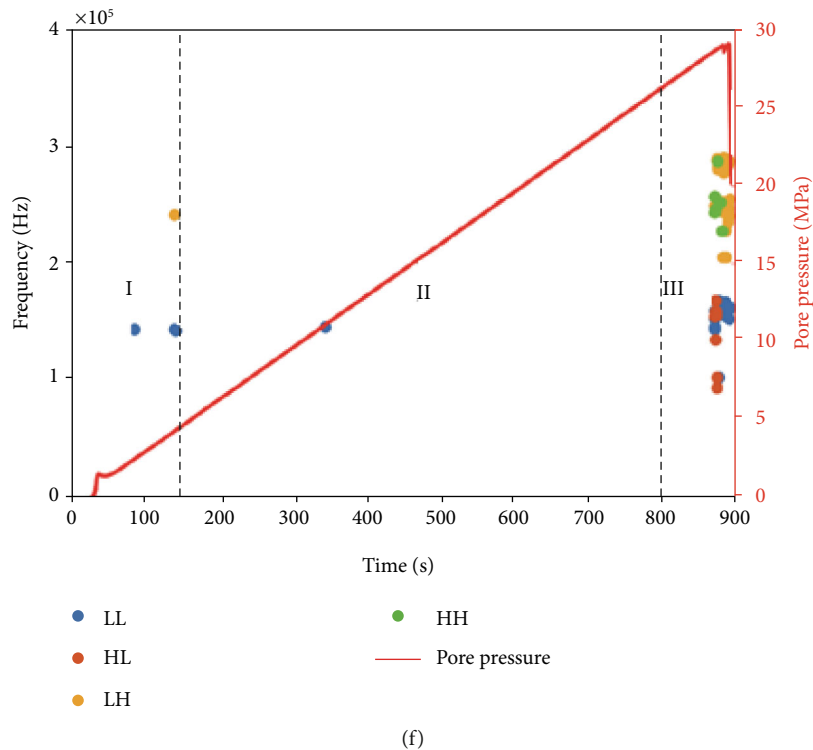 ×10⁵
4
3
2
1
0
Frequency (Hz)
30
25
20
15
10
5
0
Pore pressure (MPa)
I
II
III
0 100 200 300 400 500 600 700 800 900
Time (s)
LL
HL
LH
HH
Pore pressure
(f)